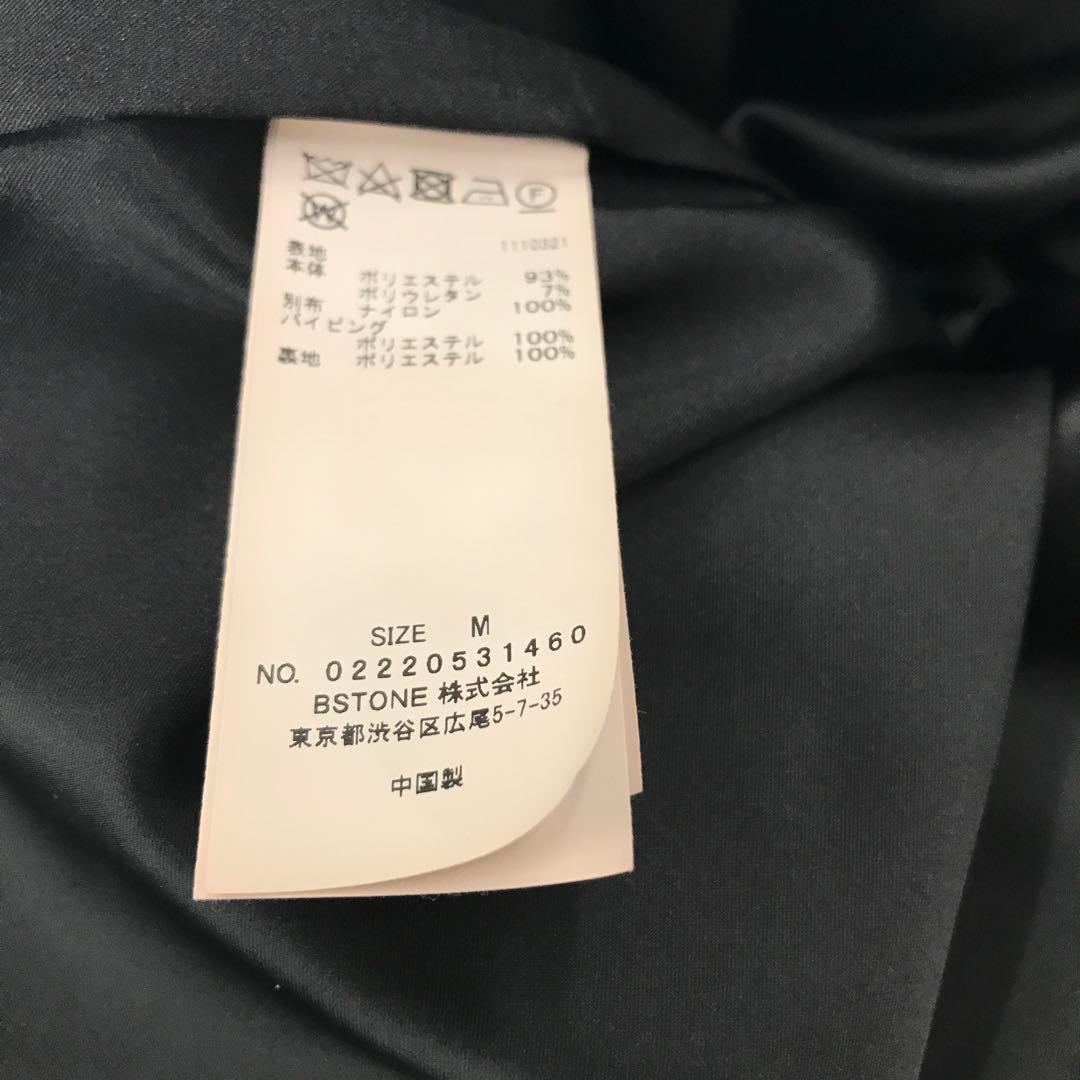 F
W
表地 1110321
本体 ポリエステル 93%
ポリウレタン 7%
別布 ナイロン 100%
パイピング
ポリエステル 100%
裏地 ポリエステル 100%
SIZE M
NO. 02220531460
BSTONE 株式会社
東京都渋谷区広尾5-7-35
中国製